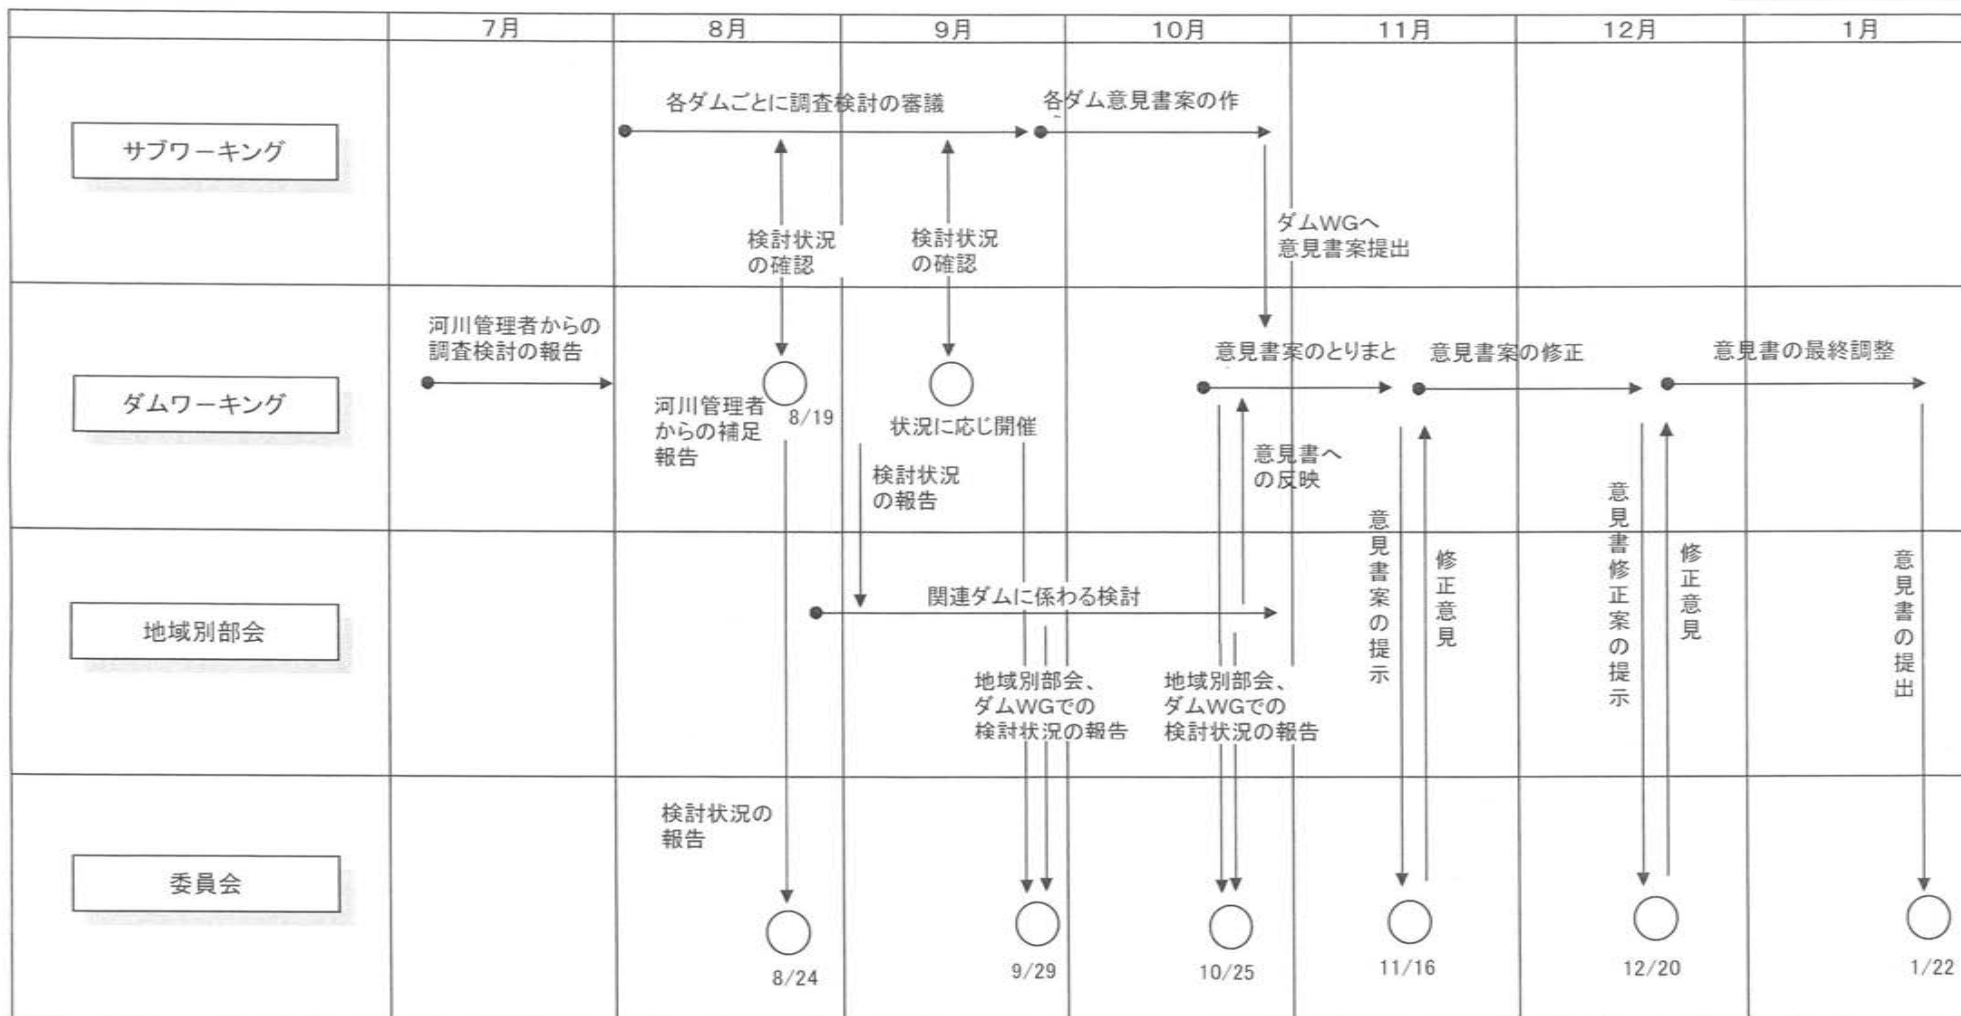 7月
8月
9月
10月
11月
12月
1月
サブワーキング
各ダムごとに調査検討の審議
各ダム意見書案の作
検討状況
の確認
検討状況
の確認
ダムWGへ
意見書案提出
ダムワーキング
河川管理者からの
調査検討の報告
河川管理者
からの補足
報告
8/19
状況に応じ開催
検討状況
の報告
意見書案のとりまと
意見書への
の反映
意見書案の修正
意見書の最終調整
意見書案の提示
修正意見
意見書修正案の提示
修正意見
意見書の提出
地域別部会
関連ダムに係わる検討
地域別部会、
ダムWGでの
検討状況の報告
地域別部会、
ダムWGでの
検討状況の報告
委員会
検討状況の
報告
8/24
9/29
10/25
11/16
12/20
1/22